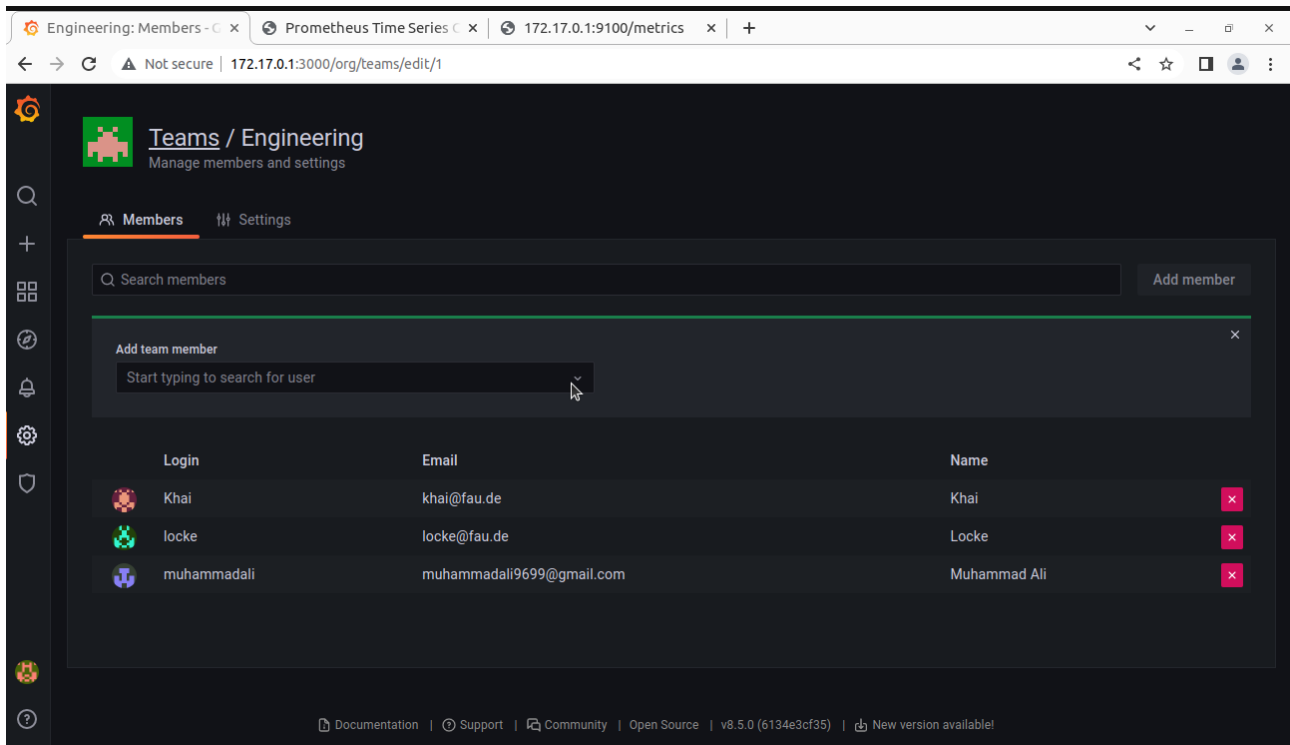 Engineering: Members - G
Prometheus Time Series C
172.17.0.1:9100/metrics
Not secure | 172.17.0.1:3000/org/teams/edit/1
Teams / Engineering
Manage members and settings
Members Settings
Search members Add member
Add team member
Start typing to search for user
Login Email Name
Khai khai@fau.de Khai
locke locke@fau.de Locke
muhammadali muhammadali9699@gmail.com Muhammad Ali
Documentation | Support | Community | Open Source | v8.5.0 (6134e3cf35) | New version available!